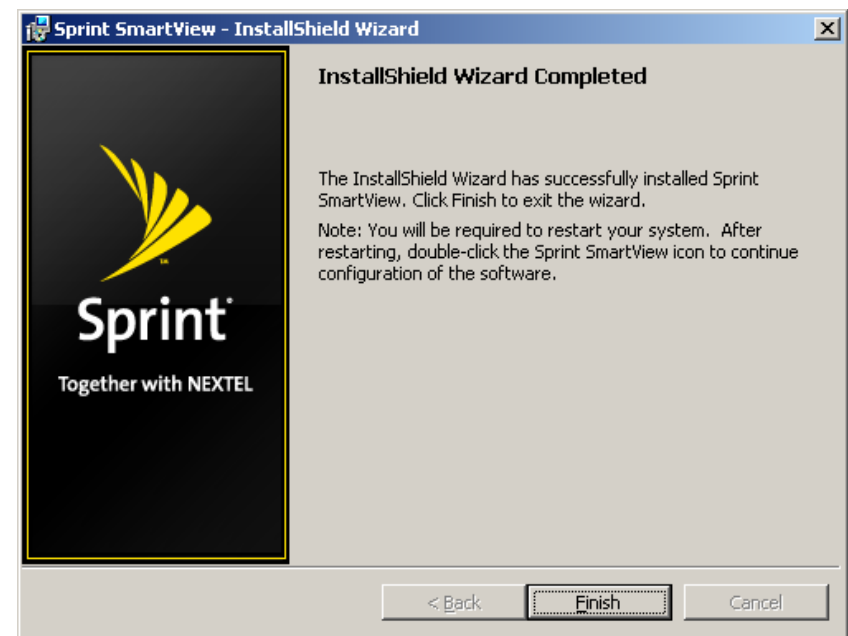 Sprint SmartView - InstallShield Wizard
InstallShield Wizard Completed
The InstallShield Wizard has successfully installed Sprint
SmartView. Click Finish to exit the wizard.
Note: You will be required to restart your system. After
restarting, double-click the Sprint SmartView icon to continue
configuration of the software.
SM
Sprint
Together with NEXTEL
< Back
Finish
Cancel